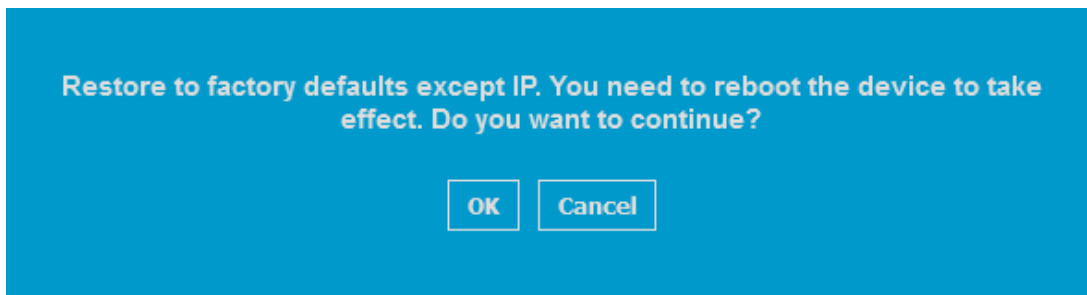 Restore to factory defaults except IP. You need to reboot the device to take
effect. Do you want to continue?
OK Cancel